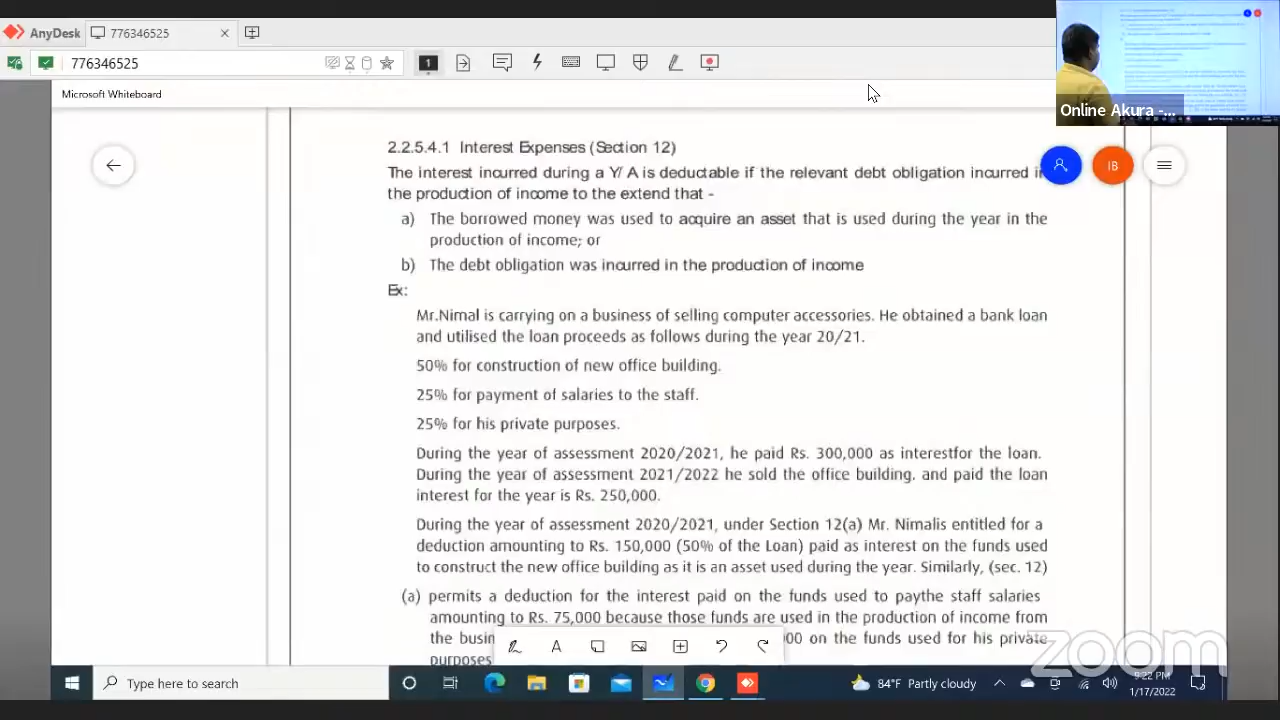 AnyDesk
776346525
776346525
1
Online Akura -...
Microsoft Whiteboard
IB
2.2.5.4.1 Interest Expenses (Section 12)
The interest incurred during a Y/ A is deductable if the relevant debt obligation incurred in
the production of income to the extend that -
a) The borrowed money was used to acquire an asset that is used during the year in the
production of income; or
b) The debt obligation was incurred in the production of income
Ex:
Mr.Nimal is carrying on a business of selling computer accessories. He obtained a bank loan
and utilised the loan proceeds as follows during the year 20/21.
50% for construction of new office building.
25% for payment of salaries to the staff.
25% for his private purposes.
During the year of assessment 2020/2021, he paid Rs. 300,000 as interestfor the loan.
During the year of assessment 2021/2022 he sold the office building, and paid the loan
interest for the year is Rs. 250,000.
During the year of assessment 2020/2021, under Section 12(a) Mr. Nimalis entitled for a
deduction amounting to Rs. 150,000 (50% of the Loan) paid as interest on the funds used
to construct the new office building as it is an asset used during the year. Similarly, (sec. 12)
(a) permits a deduction for the interest paid on the funds used to paythe staff salaries
amounting to Rs. 75,000 because those funds are used in the production of income from
the busin 00 on the funds used for his private
purposes
zoom
Type here to search
84°F Partly cloudy
9:22 PM
1/17/2022